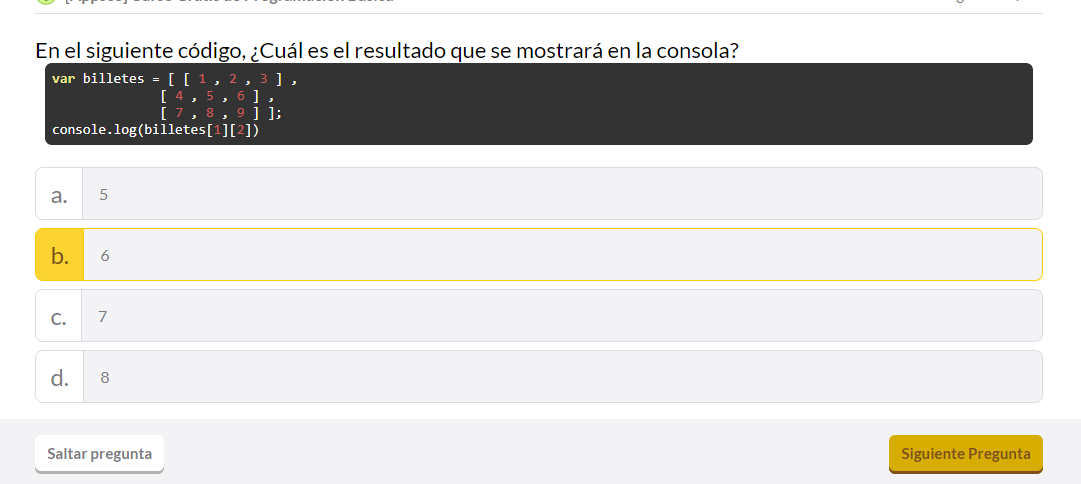 En el siguiente código, ¿Cuál es el resultado que se mostrará en la consola?
var billetes = [ [ 1 , 2 , 3 ] ,
[ 4 , 5 , 6 ] ,
[ 7 , 8 , 9 ] ];
console.log(billetes[1][2])
a. 5
b. 6
c. 7
d. 8
Saltar pregunta Siguiente Pregunta